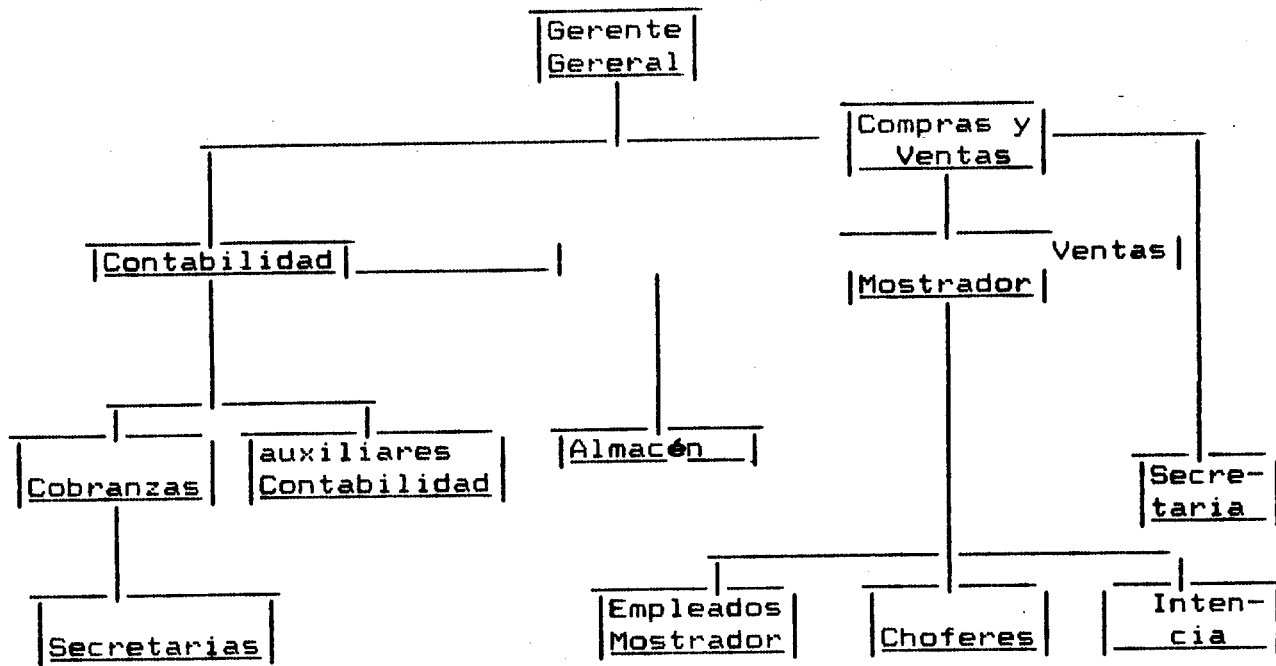 Gerente
Gereral
Compras y
Ventas
Contabilidad
Ventas
Mostrador
Cobranzas
auxiliares
Contabilidad
Almacén
Secre-
taria
Secretarias
Empleados
Mostrador
Choferes
Inten-
cia